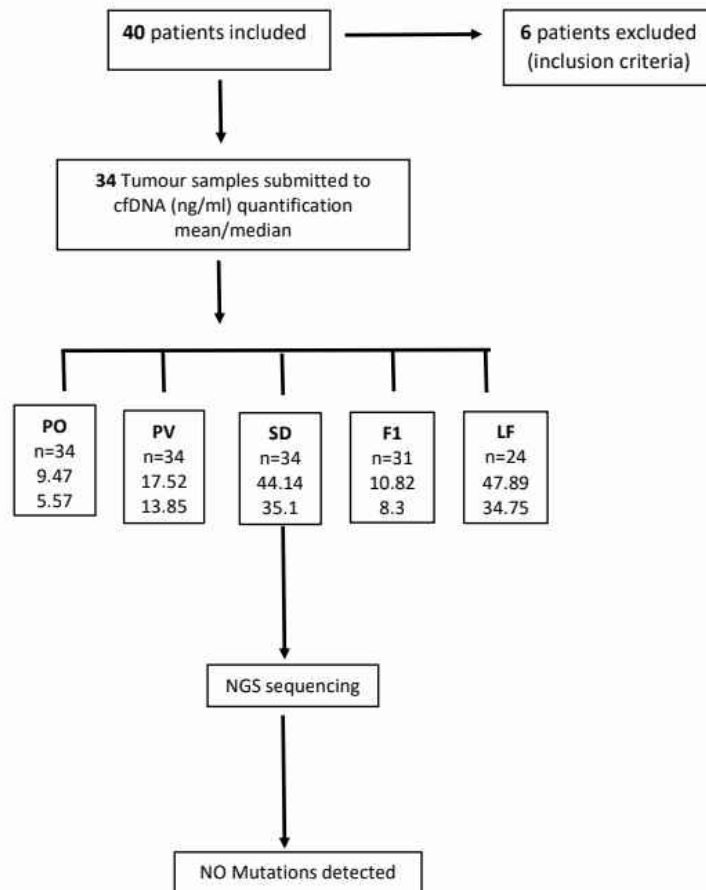 40 patients included
6 patients excluded
(inclusion criteria)
34 Tumour samples submitted to
cfDNA (ng/ml) quantification
mean/median
PO
n=34
9.47
5.57
PV
n=34
17.52
13.85
SD
n=34
44.14
35.1
F1
n=31
10.82
8.3
LF
n=24
47.89
34.75
NGS sequencing
NO Mutations detected